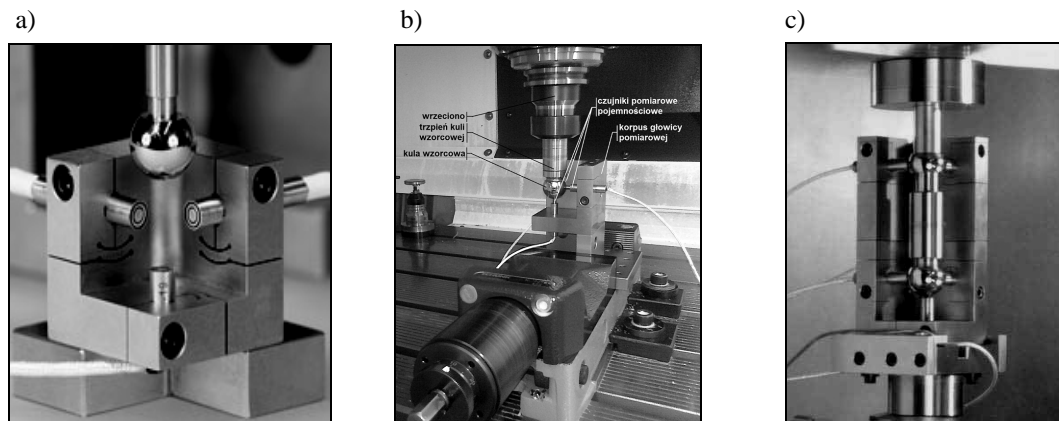 a)
b)
c)
wrzeciono
trzpień kuli
wzorcowej
kula wzorcowa
czujniki pomiarowe
pojemnościowe
korpus głowicy
pomiarowej